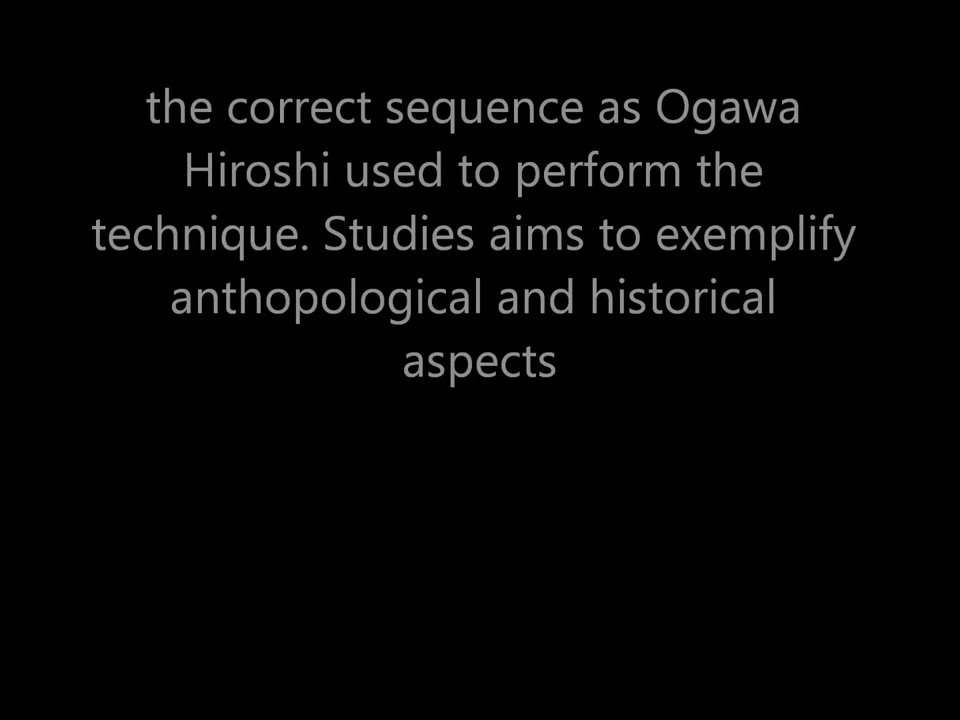 the correct sequence as Ogawa
Hiroshi used to perform the
technique. Studies aims to exemplify
anthopological and historical
aspects